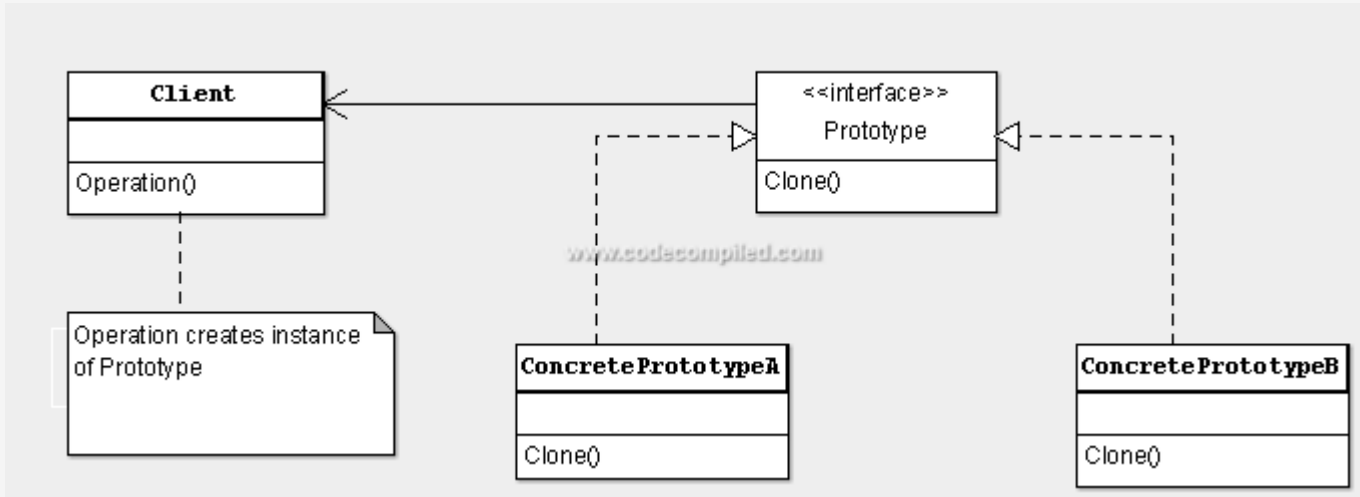 Client
Operation()
<<interface>>
Prototype
Clone()
www.codecompiled.com
Operation creates instance
of Prototype
ConcretePrototypeA
Clone()
ConcretePrototypeB
Clone()